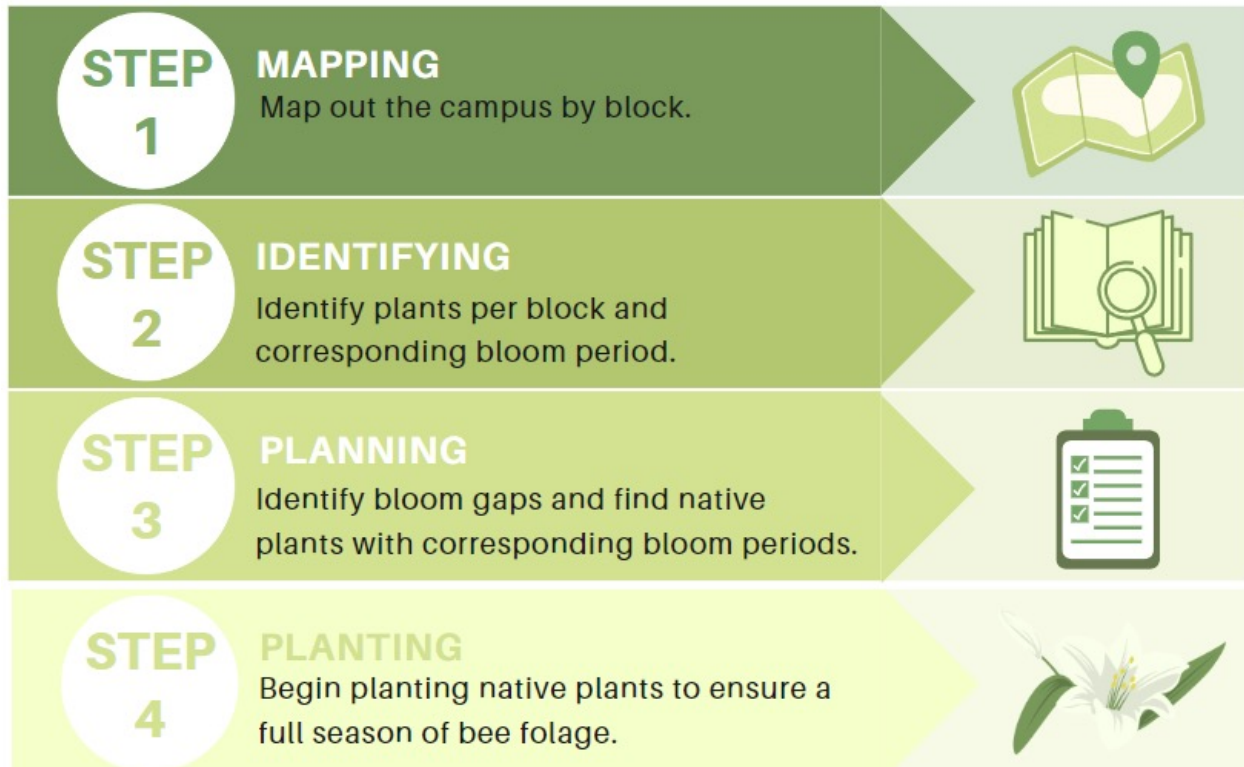 STEP
1
MAPPING
Map out the campus by block.
STEP
2
IDENTIFYING
Identify plants per block and
corresponding bloom period.
STEP
3
PLANNING
Identify bloom gaps and find native
plants with corresponding bloom periods.
STEP
4
PLANTING
Begin planting native plants to ensure a
full season of bee folage.